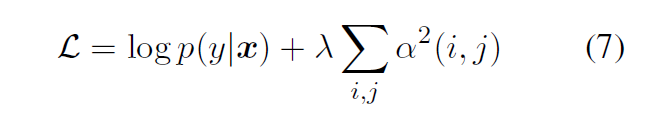 ℒ = log p(y|𝒙) + λ ∑_{i,j} α²(i, j) (7)